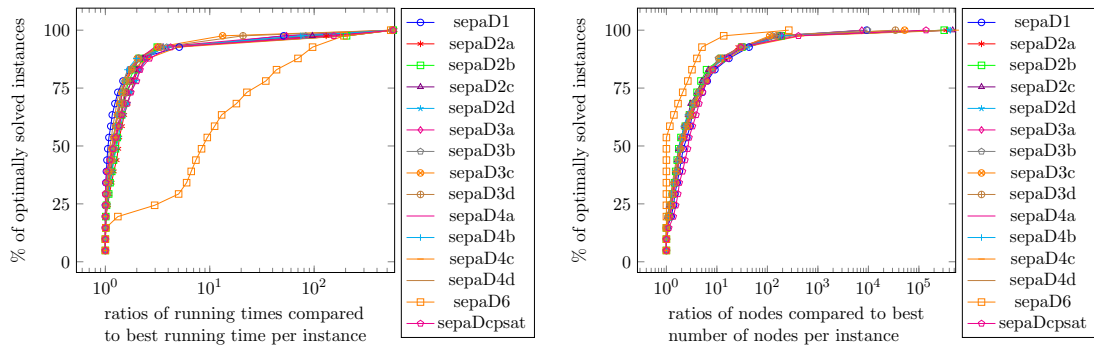 % of optimally solved instances
100
75
50
25
0
10^0
10^1
10^2
ratios of running times compared
to best running time per instance
sepaD1
sepaD2a
sepaD2b
sepaD2c
sepaD2d
sepaD3a
sepaD3b
sepaD3c
sepaD3d
sepaD4a
sepaD4b
sepaD4c
sepaD4d
sepaD6
sepaDcpsat
% of optimally solved instances
100
75
50
25
0
10^0
10^1
10^2
10^3
10^4
10^5
ratios of nodes compared to best
number of nodes per instance
sepaD1
sepaD2a
sepaD2b
sepaD2c
sepaD2d
sepaD3a
sepaD3b
sepaD3c
sepaD3d
sepaD4a
sepaD4b
sepaD4c
sepaD4d
sepaD6
sepaDcpsat